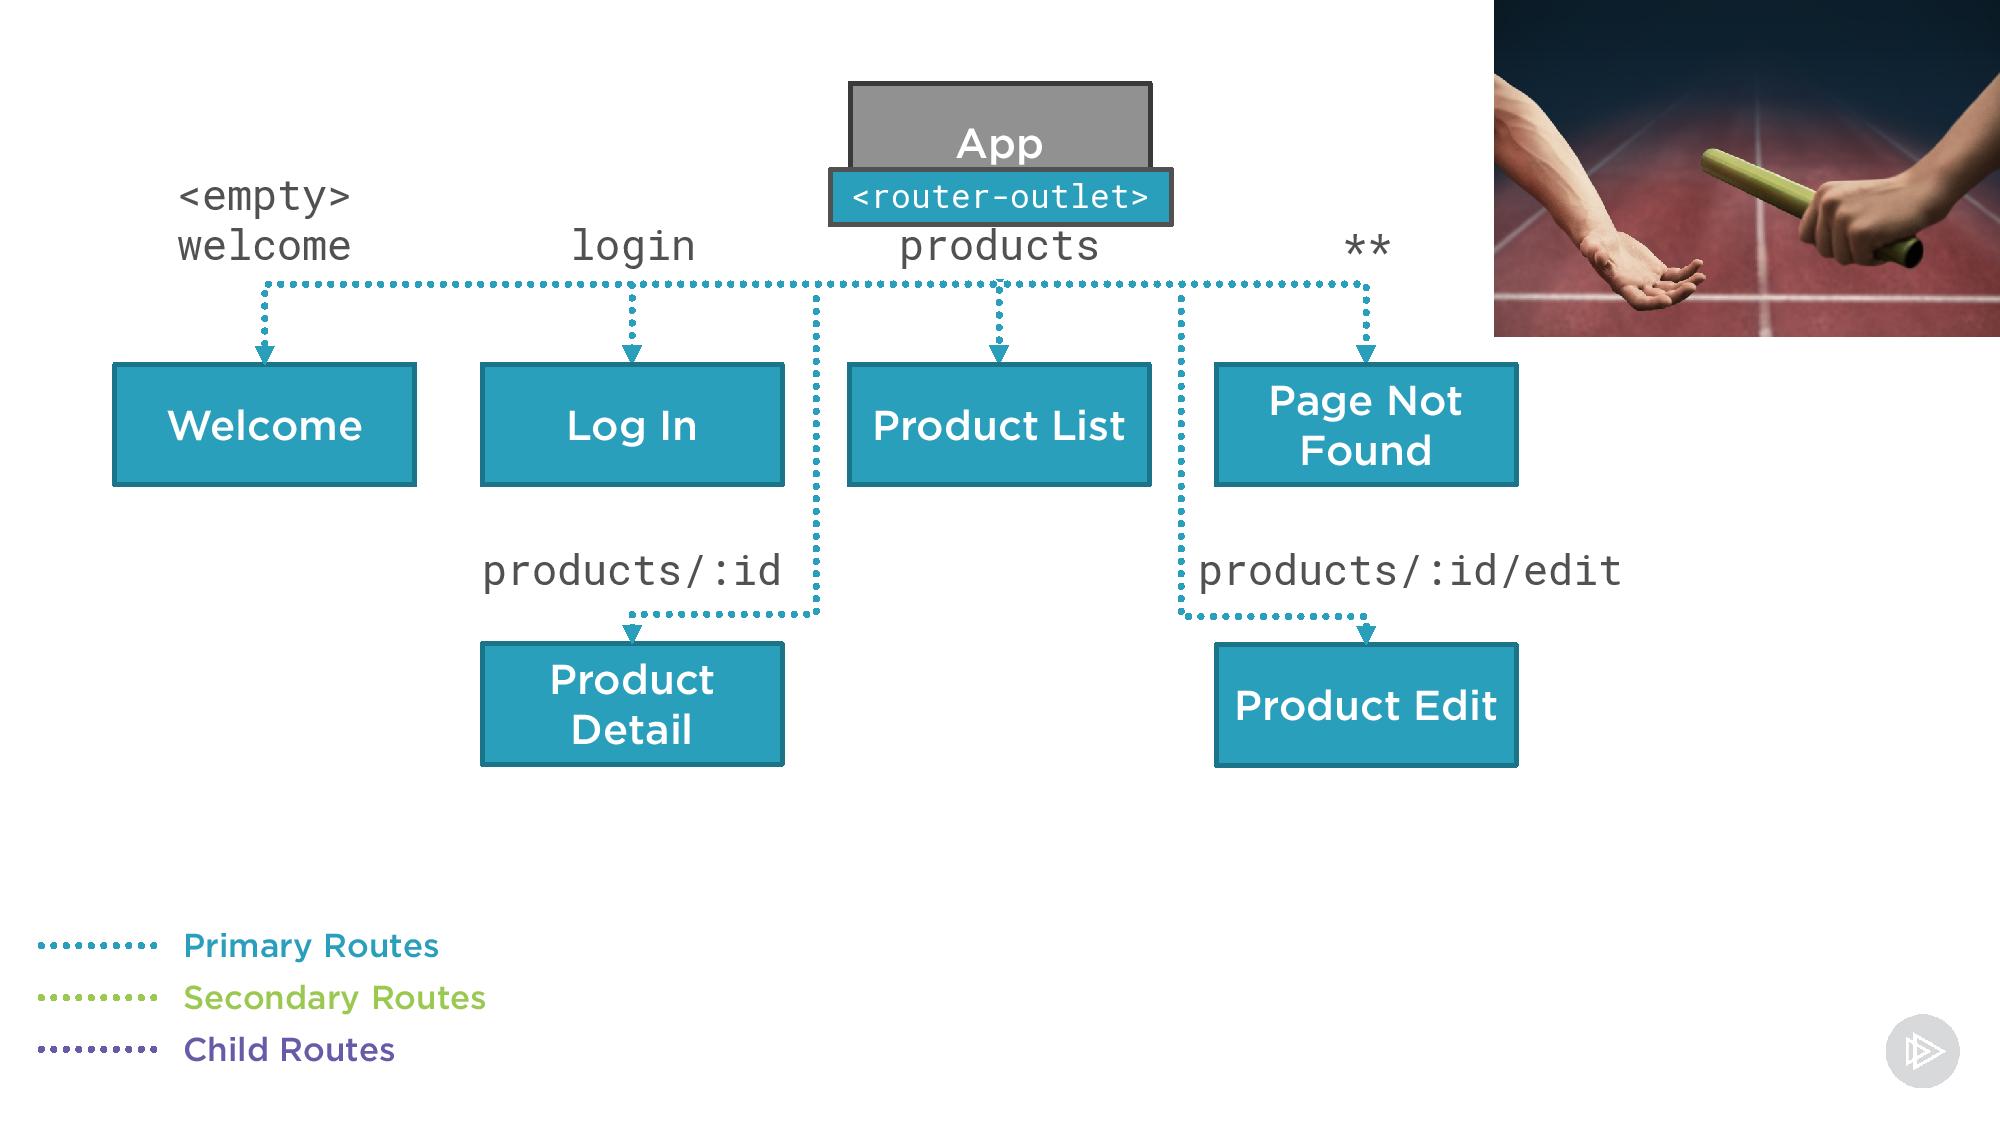 App
<router-outlet>
<empty>
welcome
login
products
**
Welcome
Log In
Product List
Page Not
Found
products/:id
products/:id/edit
Product
Detail
Product Edit
Primary Routes
Secondary Routes
Child Routes